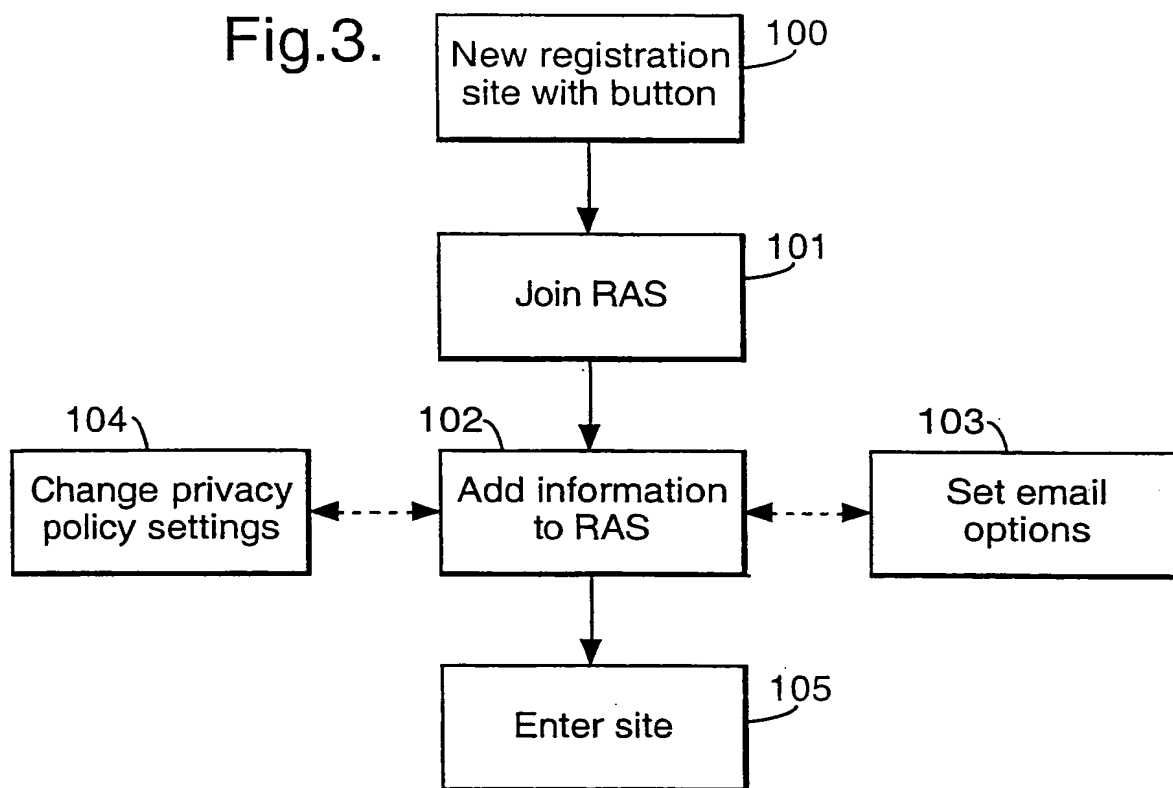 Fig.3.
100
New registration
site with button
101
Join RAS
104
102
103
Change privacy
policy settings
Add information
to RAS
Set email
options
105
Enter site